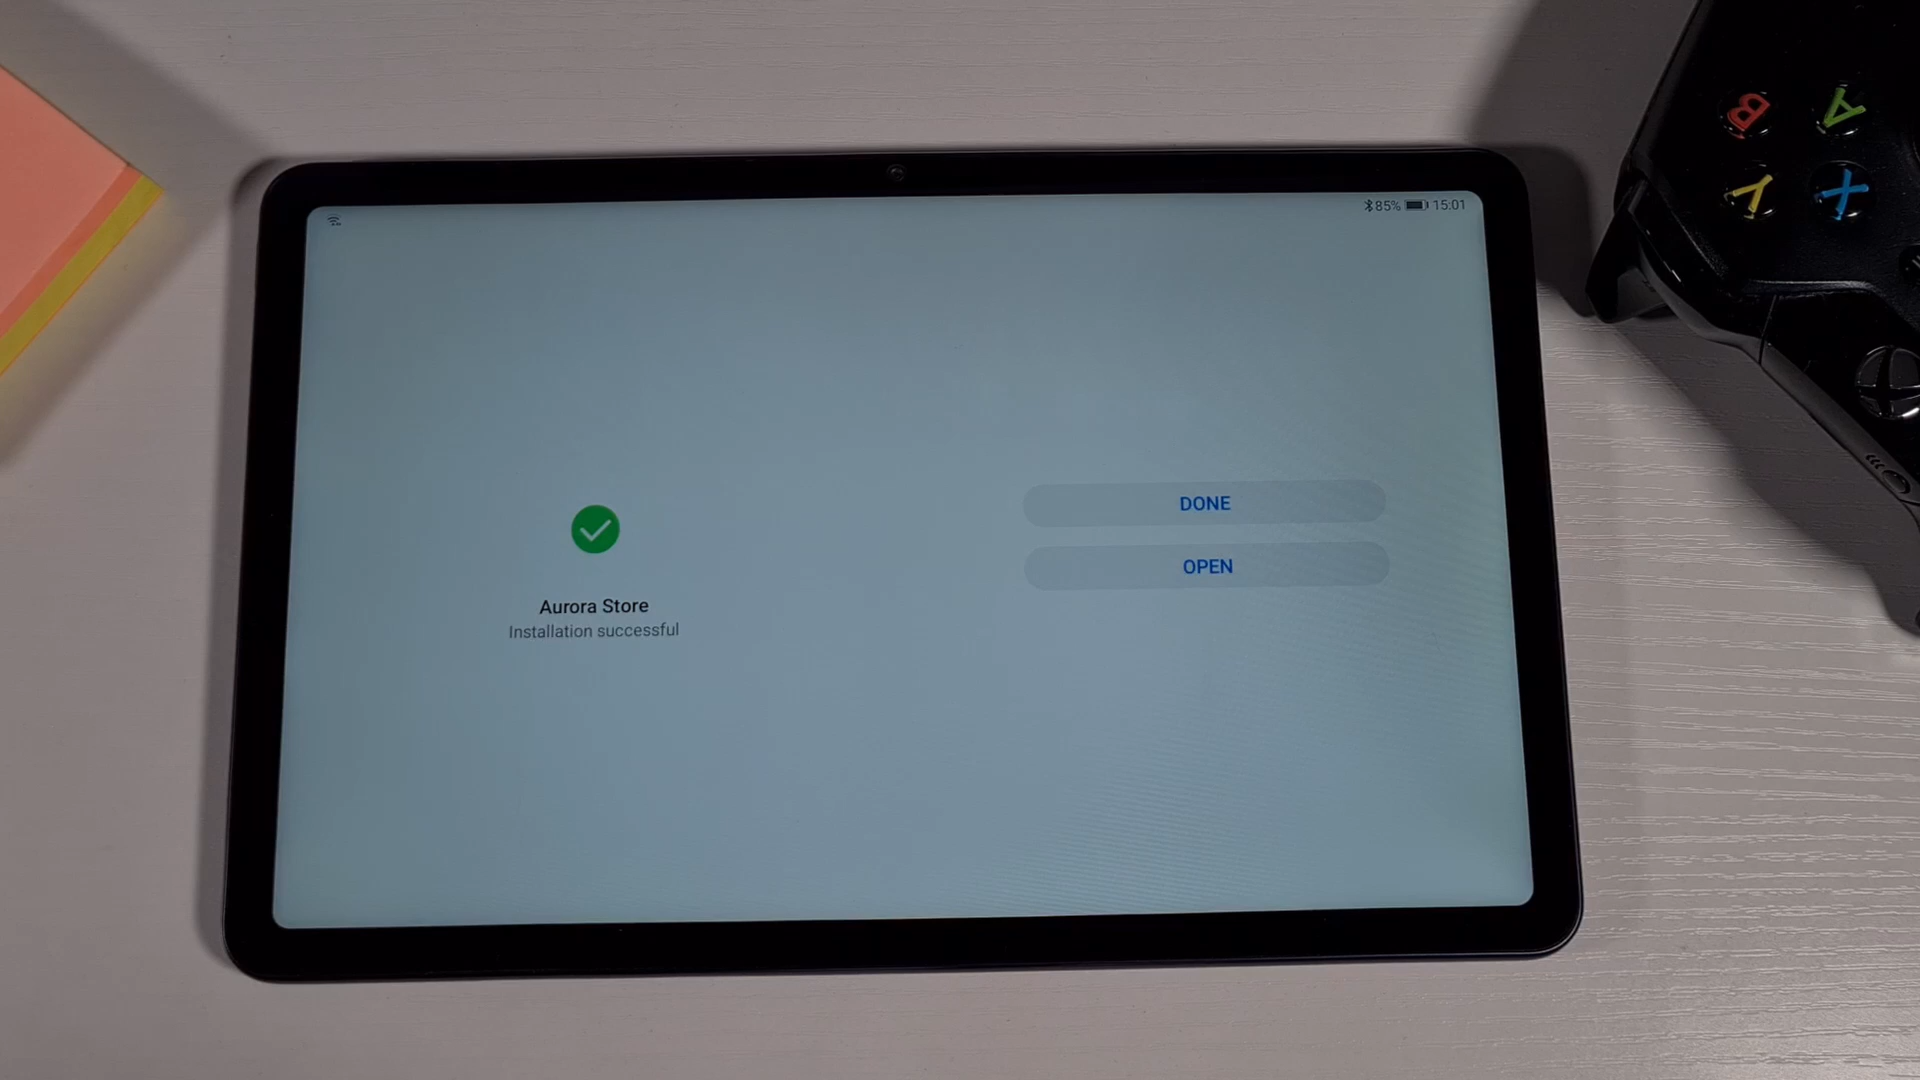 85% 15:01
DONE
OPEN
Aurora Store
Installation successful
B
A
Y
X